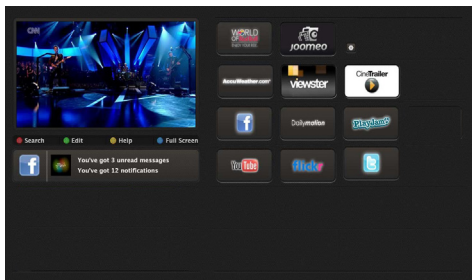 CNN
Search
Edit
Help
Full Screen
You've got 3 unread messages
You've got 12 notifications
WORLD
OF
JOOMEO
AccuWeather.com
viewster
CineTrailer
Dailymotion
Playjam
YouTube
flickr